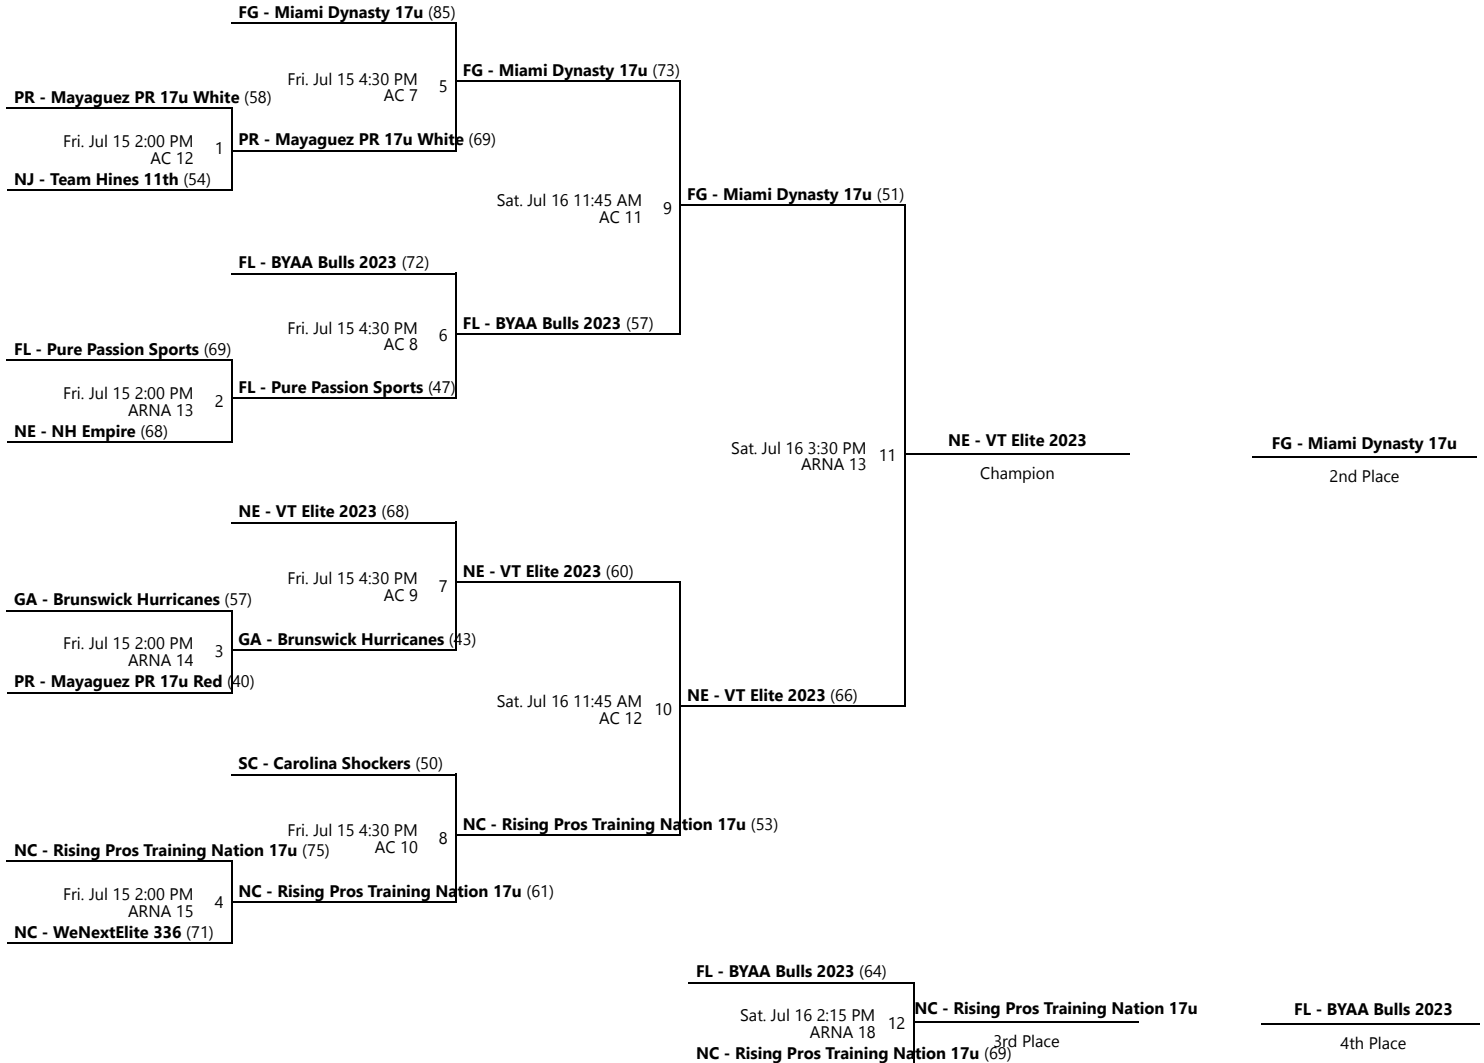 FG - Miami Dynasty 17u (85)
Fri. Jul 15 4:30 PM
AC 7
5
FG - Miami Dynasty 17u (73)
PR - Mayaguez PR 17u White (58)
Fri. Jul 15 2:00 PM
AC 12
1
PR - Mayaguez PR 17u White (69)
NJ - Team Hines 11th (54)
Sat. Jul 16 11:45 AM
AC 11
9
FG - Miami Dynasty 17u (51)
FL - BYAA Bulls 2023 (72)
Fri. Jul 15 4:30 PM
AC 8
6
FL - BYAA Bulls 2023 (57)
FL - Pure Passion Sports (69)
Fri. Jul 15 2:00 PM
ARNA 13
2
FL - Pure Passion Sports (47)
NE - NH Empire (68)
Sat. Jul 16 3:30 PM
ARNA 13
11
NE - VT Elite 2023
Champion
FG - Miami Dynasty 17u
2nd Place
NE - VT Elite 2023 (68)
Fri. Jul 15 4:30 PM
AC 9
7
NE - VT Elite 2023 (60)
GA - Brunswick Hurricanes (57)
Fri. Jul 15 2:00 PM
ARNA 14
3
GA - Brunswick Hurricanes (43)
PR - Mayaguez PR 17u Red (40)
Sat. Jul 16 11:45 AM
AC 12
10
NE - VT Elite 2023 (66)
SC - Carolina Shockers (50)
Fri. Jul 15 4:30 PM
AC 10
8
NC - Rising Pros Training Nation 17u (53)
NC - Rising Pros Training Nation 17u (75)
Fri. Jul 15 2:00 PM
ARNA 15
4
NC - Rising Pros Training Nation 17u (61)
NC - WeNextElite 336 (71)
FL - BYAA Bulls 2023 (64)
Sat. Jul 16 2:15 PM
ARNA 18
12
NC - Rising Pros Training Nation 17u
3rd Place
FL - BYAA Bulls 2023
4th Place
NC - Rising Pros Training Nation 17u (69)